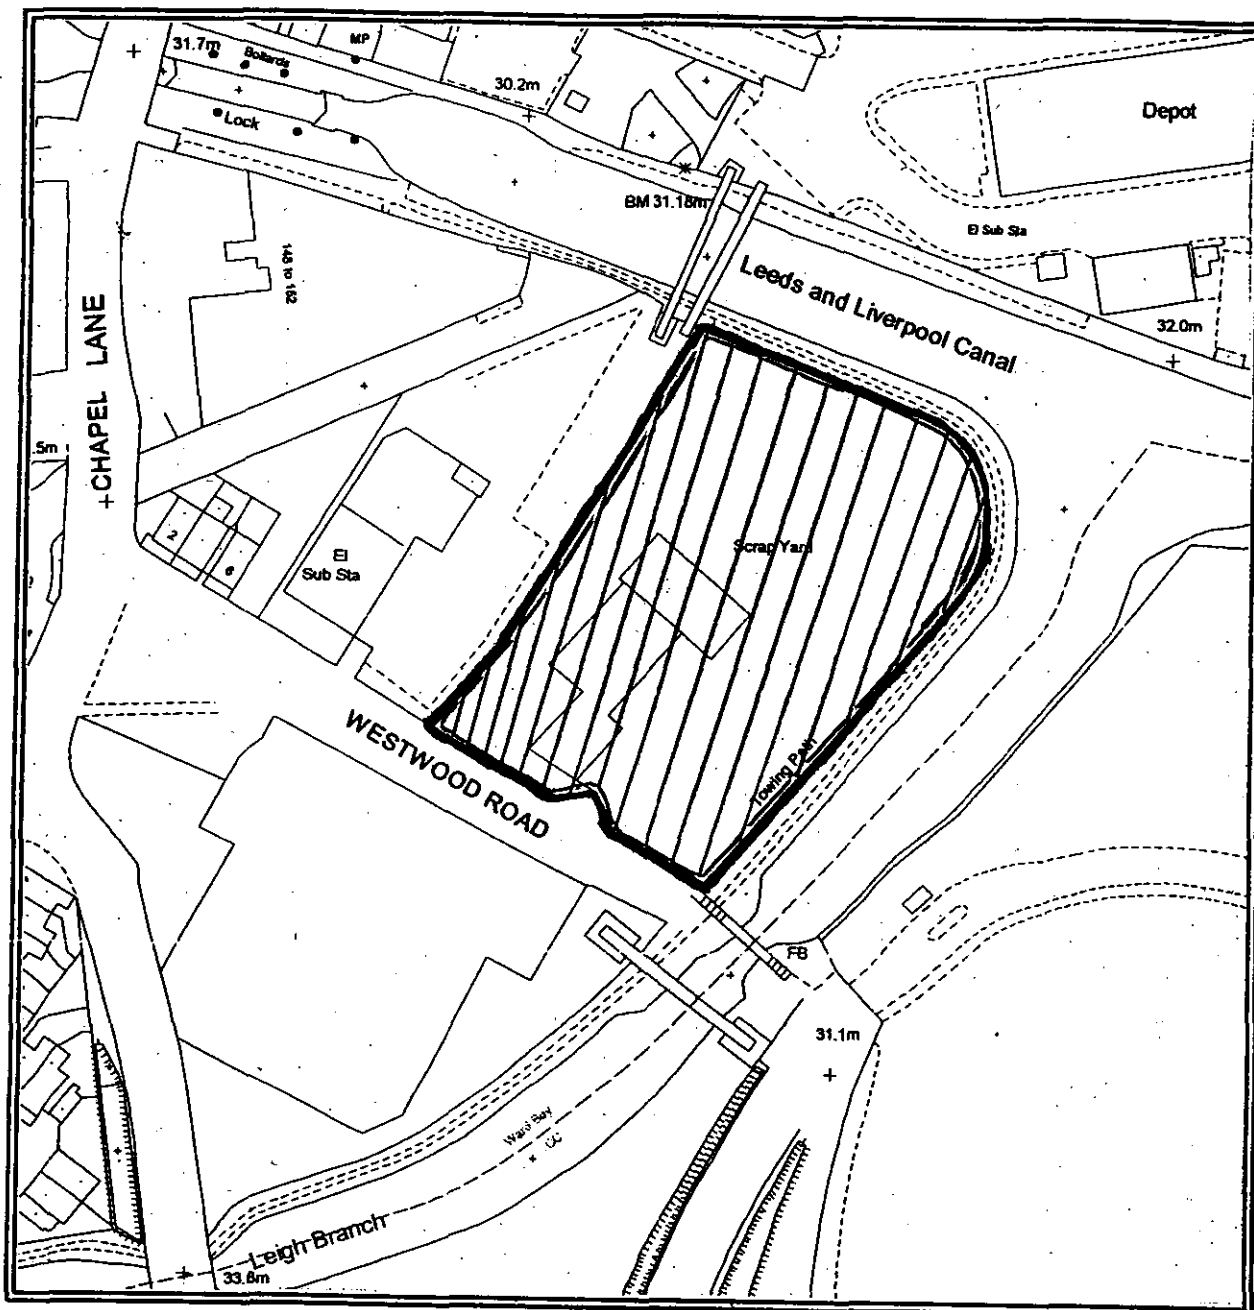 31.7m
Bollards
MP
30.2m
Depot
Lock
BM 31.18m
El Sub Sta
148 to 162
Leeds and Liverpool Canal
32.0m
CHAPEL LANE
.5m
2
6
El
Sub Sta
Scrap Yard
WESTWOOD ROAD
Towing Path
FB
31.1m
Ward Bdy
CC
Leigh Branch
33.8m